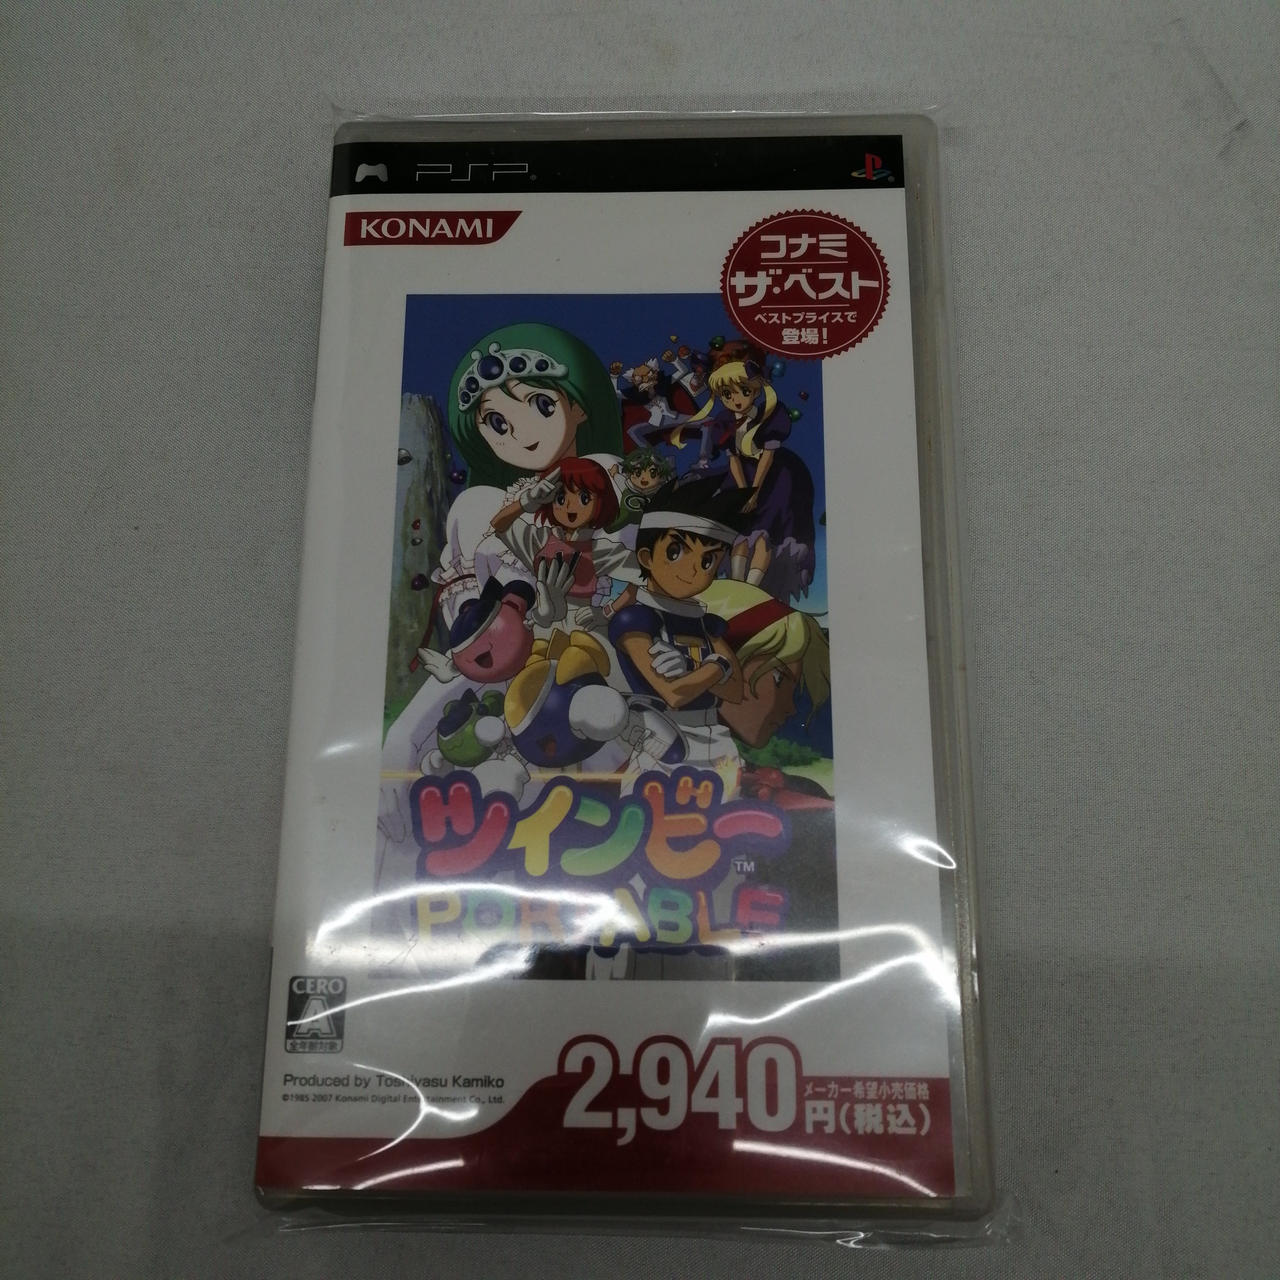 PSP
KONAMI
コナミ
ザ・ベスト
ベストプライスで
登場!
ツインビー
TM
PORTABLE
CERO
A
全年齢対象
Produced by Toshiyasu Kamiko
©1985 2007 Konami Digital Entertainment Co., Ltd.
2,940
メーカー希望小売価格
円(税込)